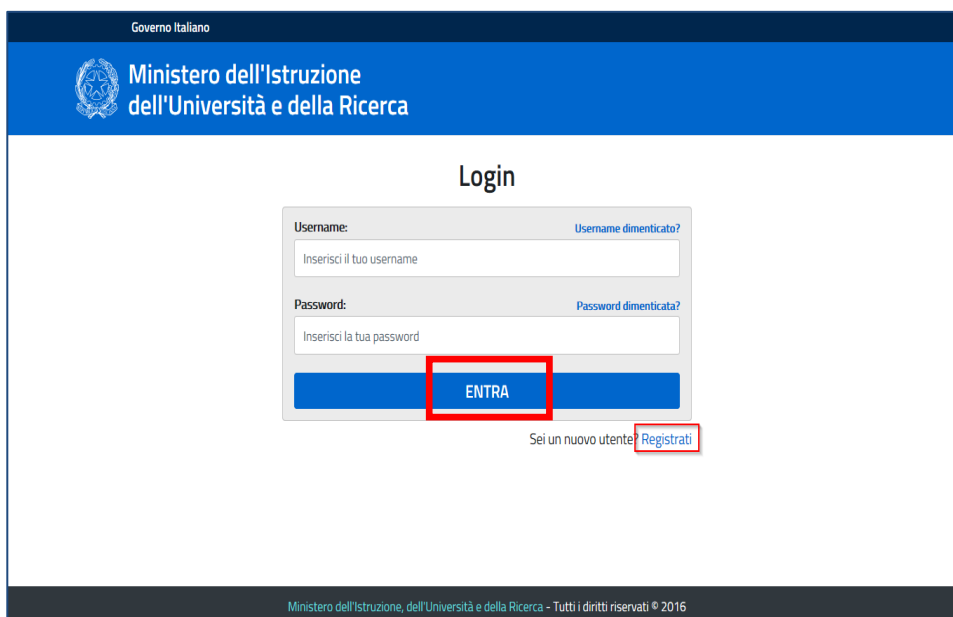 Governo Italiano
Ministero dell'Istruzione
dell'Università e della Ricerca
Login
Username: Username dimenticato?
Inserisci il tuo username
Password: Password dimenticata?
Inserisci la tua password
ENTRA
Sei un nuovo utente? Registrati
Ministero dell'Istruzione, dell'Università e della Ricerca - Tutti i diritti riservati © 2016